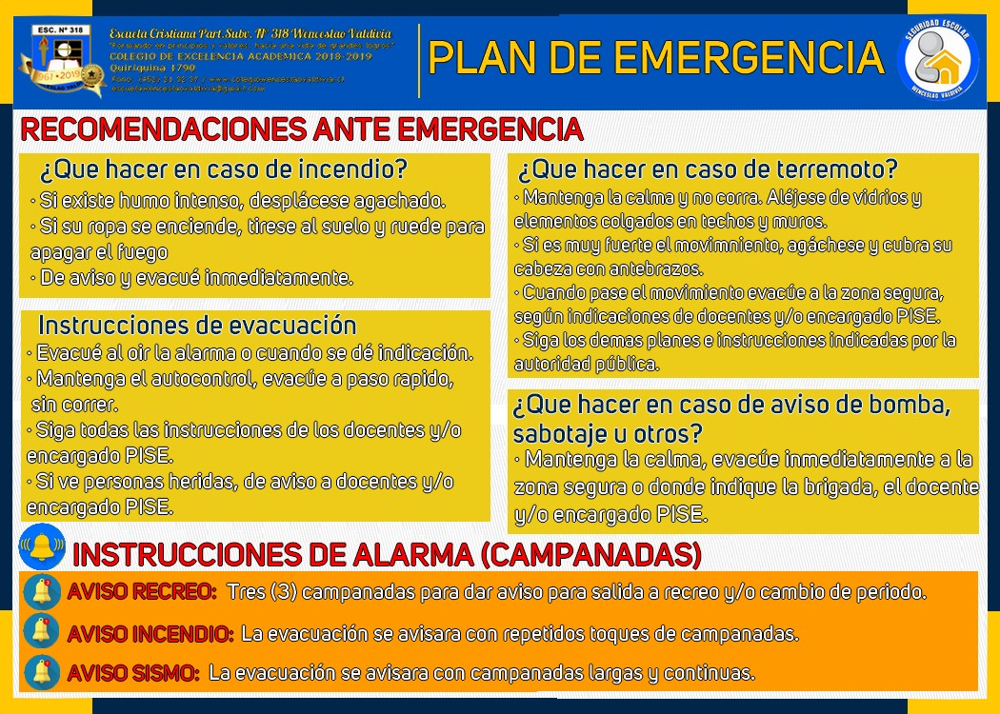 ESC. Nº 318
1967 • 2019
Escuela Cristiana Part.Subv. Nº 318 Wenceslao Valdivia
"Formando en principios y valores, hacia una vida de grandes logros"
COLEGIO DE EXCELENCIA ACADEMICA 2018-2019
Quiriquina 1790
PLAN DE EMERGENCIA
SEGURIDAD ESCOLAR
WENCESLAO VALDIVIA
RECOMENDACIONES ANTE EMERGENCIA
¿Que hacer en caso de incendio?
· Si existe humo intenso, desplácese agachado.
· Si su ropa se enciende, tirese al suelo y ruede para
apagar el fuego
· De aviso y evacué inmediatamente.
Instrucciones de evacuación
· Evacué al oir la alarma o cuando se dé indicación.
· Mantenga el autocontrol, evacúe a paso rapido,
sin correr.
· Siga todas las instrucciones de los docentes y/o
encargado PISE.
· Si ve personas heridas, de aviso a docentes y/o
encargado PISE.
¿Que hacer en caso de terremoto?
· Mantenga la calma y no corra. Aléjese de vidrios y
elementos colgados en techos y muros.
· Si es muy fuerte el movimniento, agáchese y cubra su
cabeza con antebrazos.
· Cuando pase el movimiento evacúe a la zona segura,
según indicaciones de docentes y/o encargado PISE.
· Siga los demas planes e instrucciones indicadas por la
autoridad pública.
¿Que hacer en caso de aviso de bomba,
sabotaje u otros?
· Mantenga la calma, evacúe inmediatamente a la
zona segura o donde indique la brigada, el docente
y/o encargado PISE.
INSTRUCCIONES DE ALARMA (CAMPANADAS)
AVISO RECREO: Tres (3) campanadas para dar aviso para salida a recreo y/o cambio de periodo.
AVISO INCENDIO: La evacuación se avisara con repetidos toques de campanadas.
AVISO SISMO: La evacuación se avisara con campanadas largas y continuas.